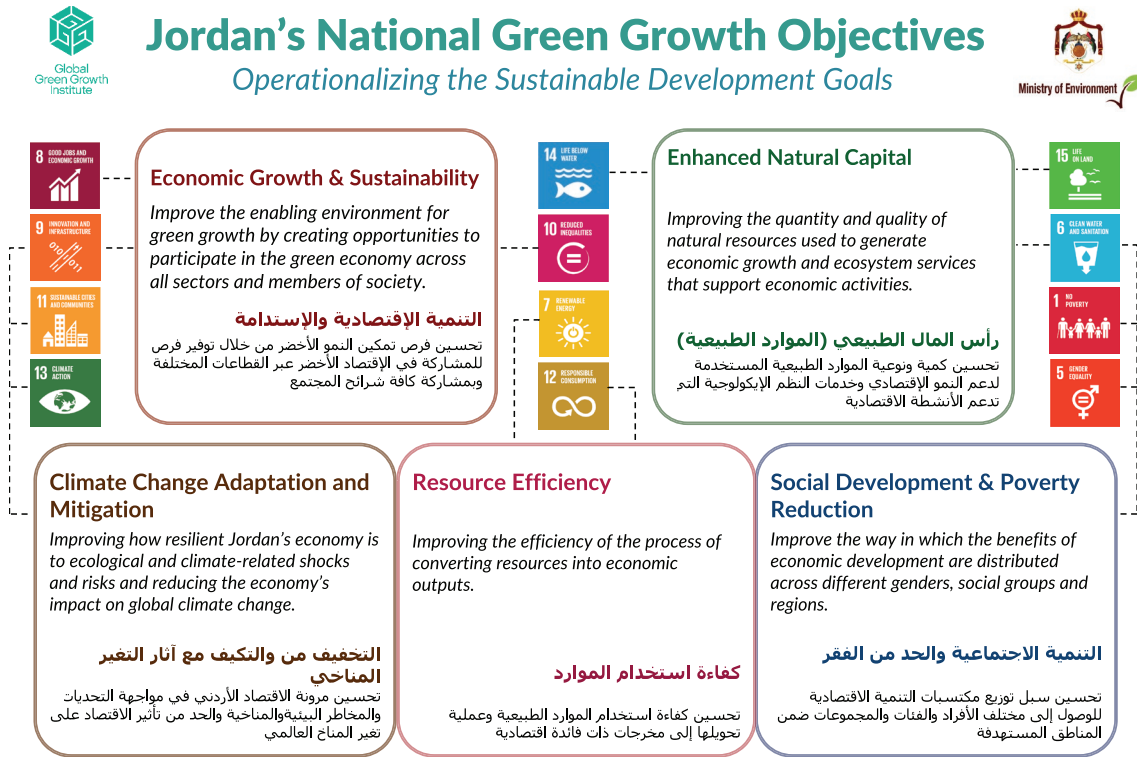 Global
Green Growth
Institute
Jordan's National Green Growth Objectives
Operationalizing the Sustainable Development Goals
Ministry of Environment
8 GOOD JOBS AND
ECONOMIC GROWTH
9 INNOVATION AND
INFRASTRUCTURE
11 SUSTAINABLE CITIES
AND COMMUNITIES
13 CLIMATE
ACTION
Economic Growth & Sustainability
Improve the enabling environment for
green growth by creating opportunities to
participate in the green economy across
all sectors and members of society.
التنمية الإقتصادية والإستدامة
تحسين فرص تمكين النمو الأخضر من خلال توفير فرص
للمشاركة في الإقتصاد الأخضر عبر القطاعات المختلفة
وبمشاركة كافة شرائح المجتمع
14 LIFE BELOW
WATER
10 REDUCED
INEQUALITIES
7 RENEWABLE
ENERGY
12 RESPONSIBLE
CONSUMPTION
Enhanced Natural Capital
Improving the quantity and quality of
natural resources used to generate
economic growth and ecosystem services
that support economic activities.
رأس المال الطبيعي (الموارد الطبيعية)
تحسين كمية ونوعية الموارد الطبيعية المستخدمة
لدعم النمو الإقتصادي وخدمات النظم الإيكولوجية التي
تدعم الأنشطة الاقتصادية
15 LIFE
ON LAND
6 CLEAN WATER
AND SANITATION
1 NO
POVERTY
5 GENDER
EQUALITY
Climate Change Adaptation and
Mitigation
Improving how resilient Jordan's economy is
to ecological and climate-related shocks
and risks and reducing the economy's
impact on global climate change.
التخفيف من والتكيف مع آثار التغير
المناخي
تحسين مرونة الاقتصاد الأردني في مواجهة التحديات
والمخاطر البيئيةوالمناخية والحد من تأثير الاقتصاد على
تغير المناخ العالمي
Resource Efficiency
Improving the efficiency of the process of
converting resources into economic
outputs.
كفاءة استخدام الموارد
تحسين كفاءة استخدام الموارد الطبيعية وعملية
تحويلها إلى مخرجات ذات فائدة اقتصادية
Social Development & Poverty
Reduction
Improve the way in which the benefits of
economic development are distributed
across different genders, social groups and
regions.
التنمية الاجتماعية والحد من الفقر
تحسين سبل توزيع مكتسبات التنمية الاقتصادية
للوصول إلى مختلف الأفراد والفئات والمجموعات ضمن
المناطق المستهدفة